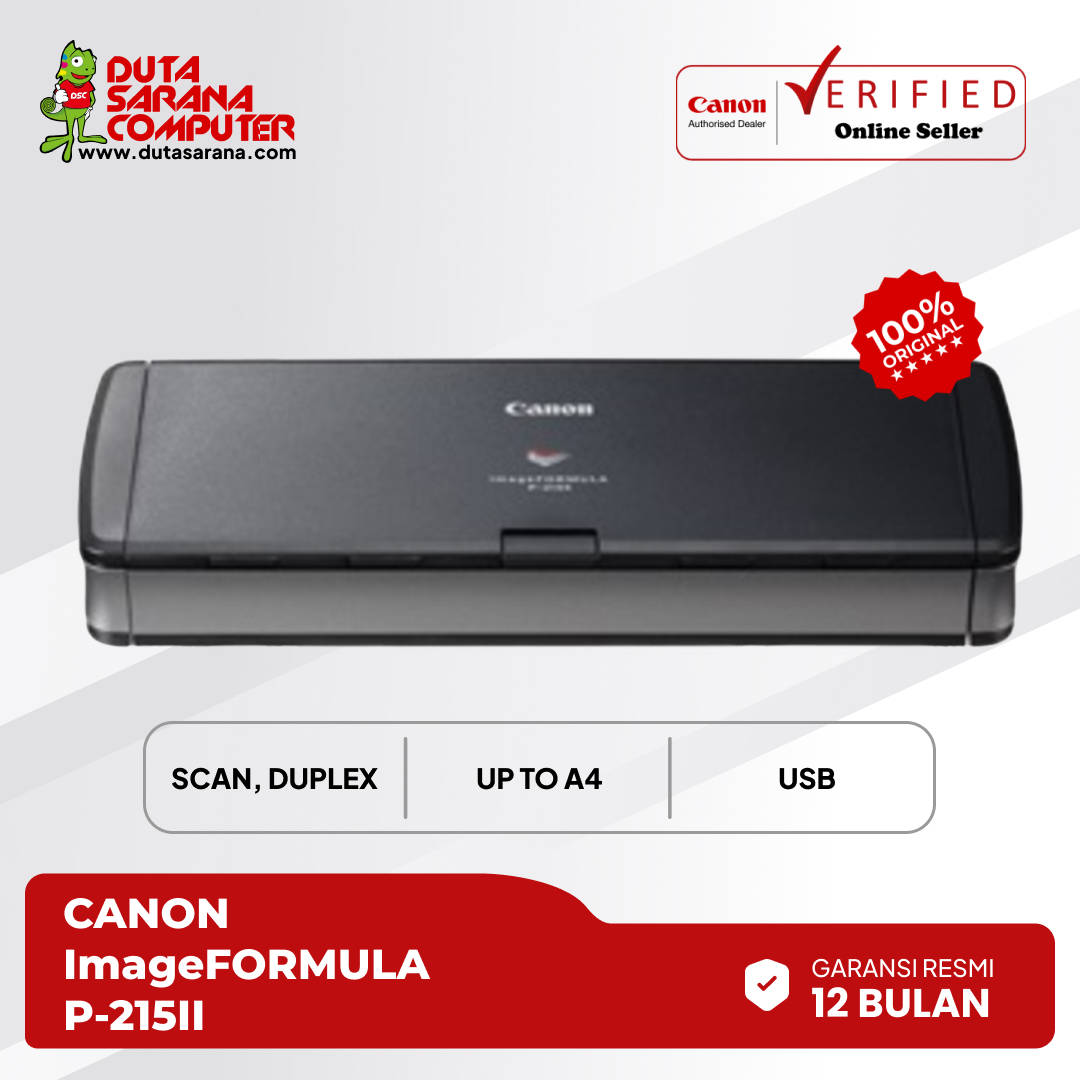 DUTA
SARANA
COMPUTER
www.dutasarana.com
DSC
Canon
Authorised Dealer
VERIFIED
Online Seller
100%
ORIGINAL
Canon
imageFORMULA
P-215II
SCAN, DUPLEX
UP TO A4
USB
CANON
ImageFORMULA
P-215II
GARANSI RESMI
12 BULAN